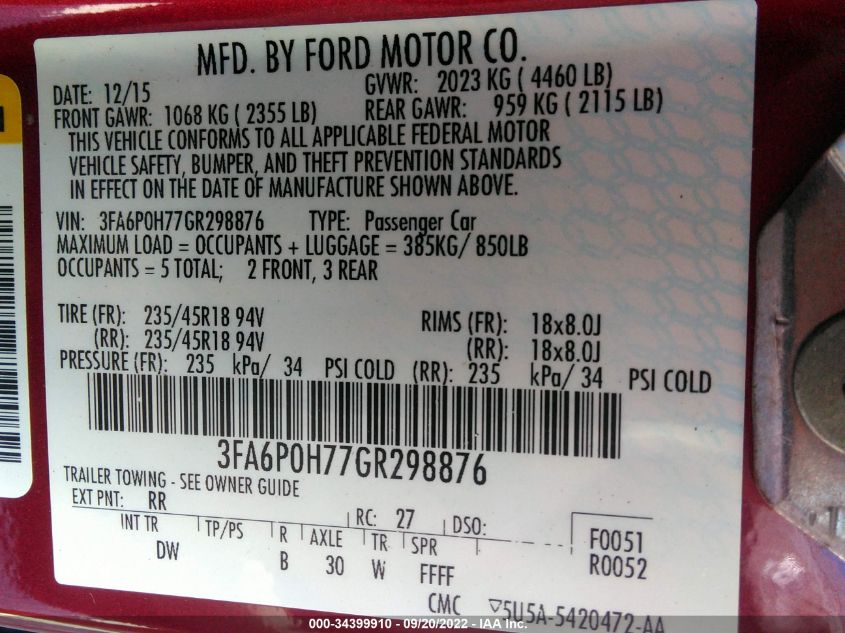 MFD. BY FORD MOTOR CO.
DATE: 12/15 GVWR: 2023 KG ( 4460 LB)
FRONT GAWR: 1068 KG ( 2355 LB) REAR GAWR: 959 KG ( 2115 LB)
THIS VEHICLE CONFORMS TO ALL APPLICABLE FEDERAL MOTOR
VEHICLE SAFETY, BUMPER, AND THEFT PREVENTION STANDARDS
IN EFFECT ON THE DATE OF MANUFACTURE SHOWN ABOVE.
VIN: 3FA6P0H77GR298876 TYPE: Passenger Car
MAXIMUM LOAD = OCCUPANTS + LUGGAGE = 385KG/ 850LB
OCCUPANTS = 5 TOTAL; 2 FRONT, 3 REAR
TIRE (FR): 235/45R18 94V RIMS (FR): 18x8.0J
(RR): 235/45R18 94V (RR): 18x8.0J
PRESSURE (FR): 235 kPa/ 34 PSI COLD (RR): 235 kPa/ 34 PSI COLD
3FA6P0H77GR298876
TRAILER TOWING - SEE OWNER GUIDE
EXT PNT: RR RC: 27 DSO:
INT TR TP/PS R AXLE TR SPR F0051
DW B 30 W FFFF R0052
CMC ▽5U5A-5420472-AA
000-34399910 - 09/20/2022 - IAA Inc.